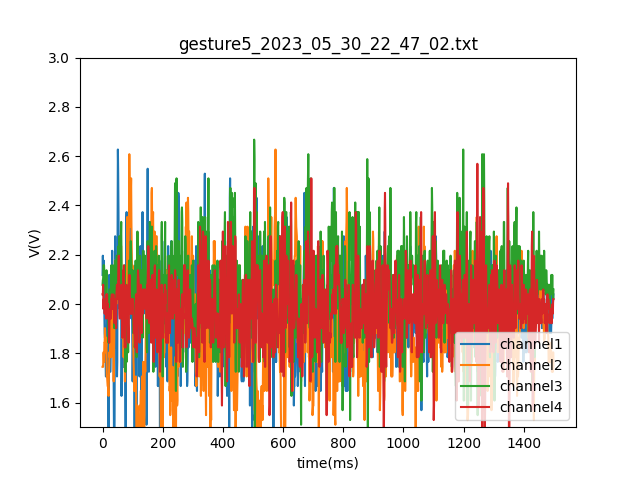 gesture5_2023_05_30_22_47_02.txt
3.0
2.8
2.6
2.4
2.2
2.0
1.8
1.6
V(V)
channel1
channel2
channel3
channel4
0 200 400 600 800 1000 1200 1400
time(ms)